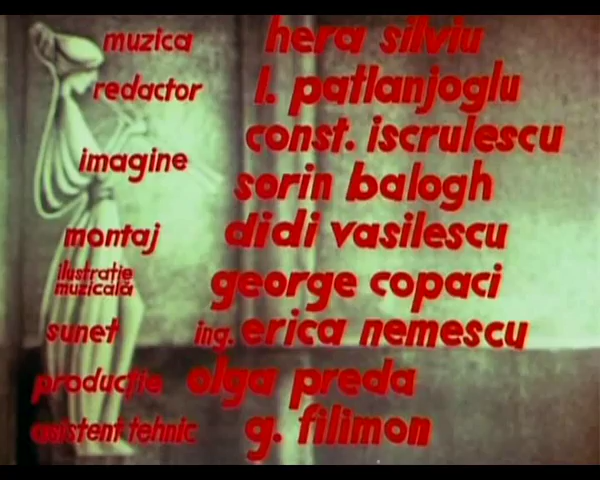 muzica hera silviu
redactor l. patlanjoglu
const. iscrulescu
imagine
sorin balogh
montaj didi vasilescu
ilustrație
muzicală
george copaci
sunet ing. erica nemescu
producție olga preda
asistent tehnic g. filimon